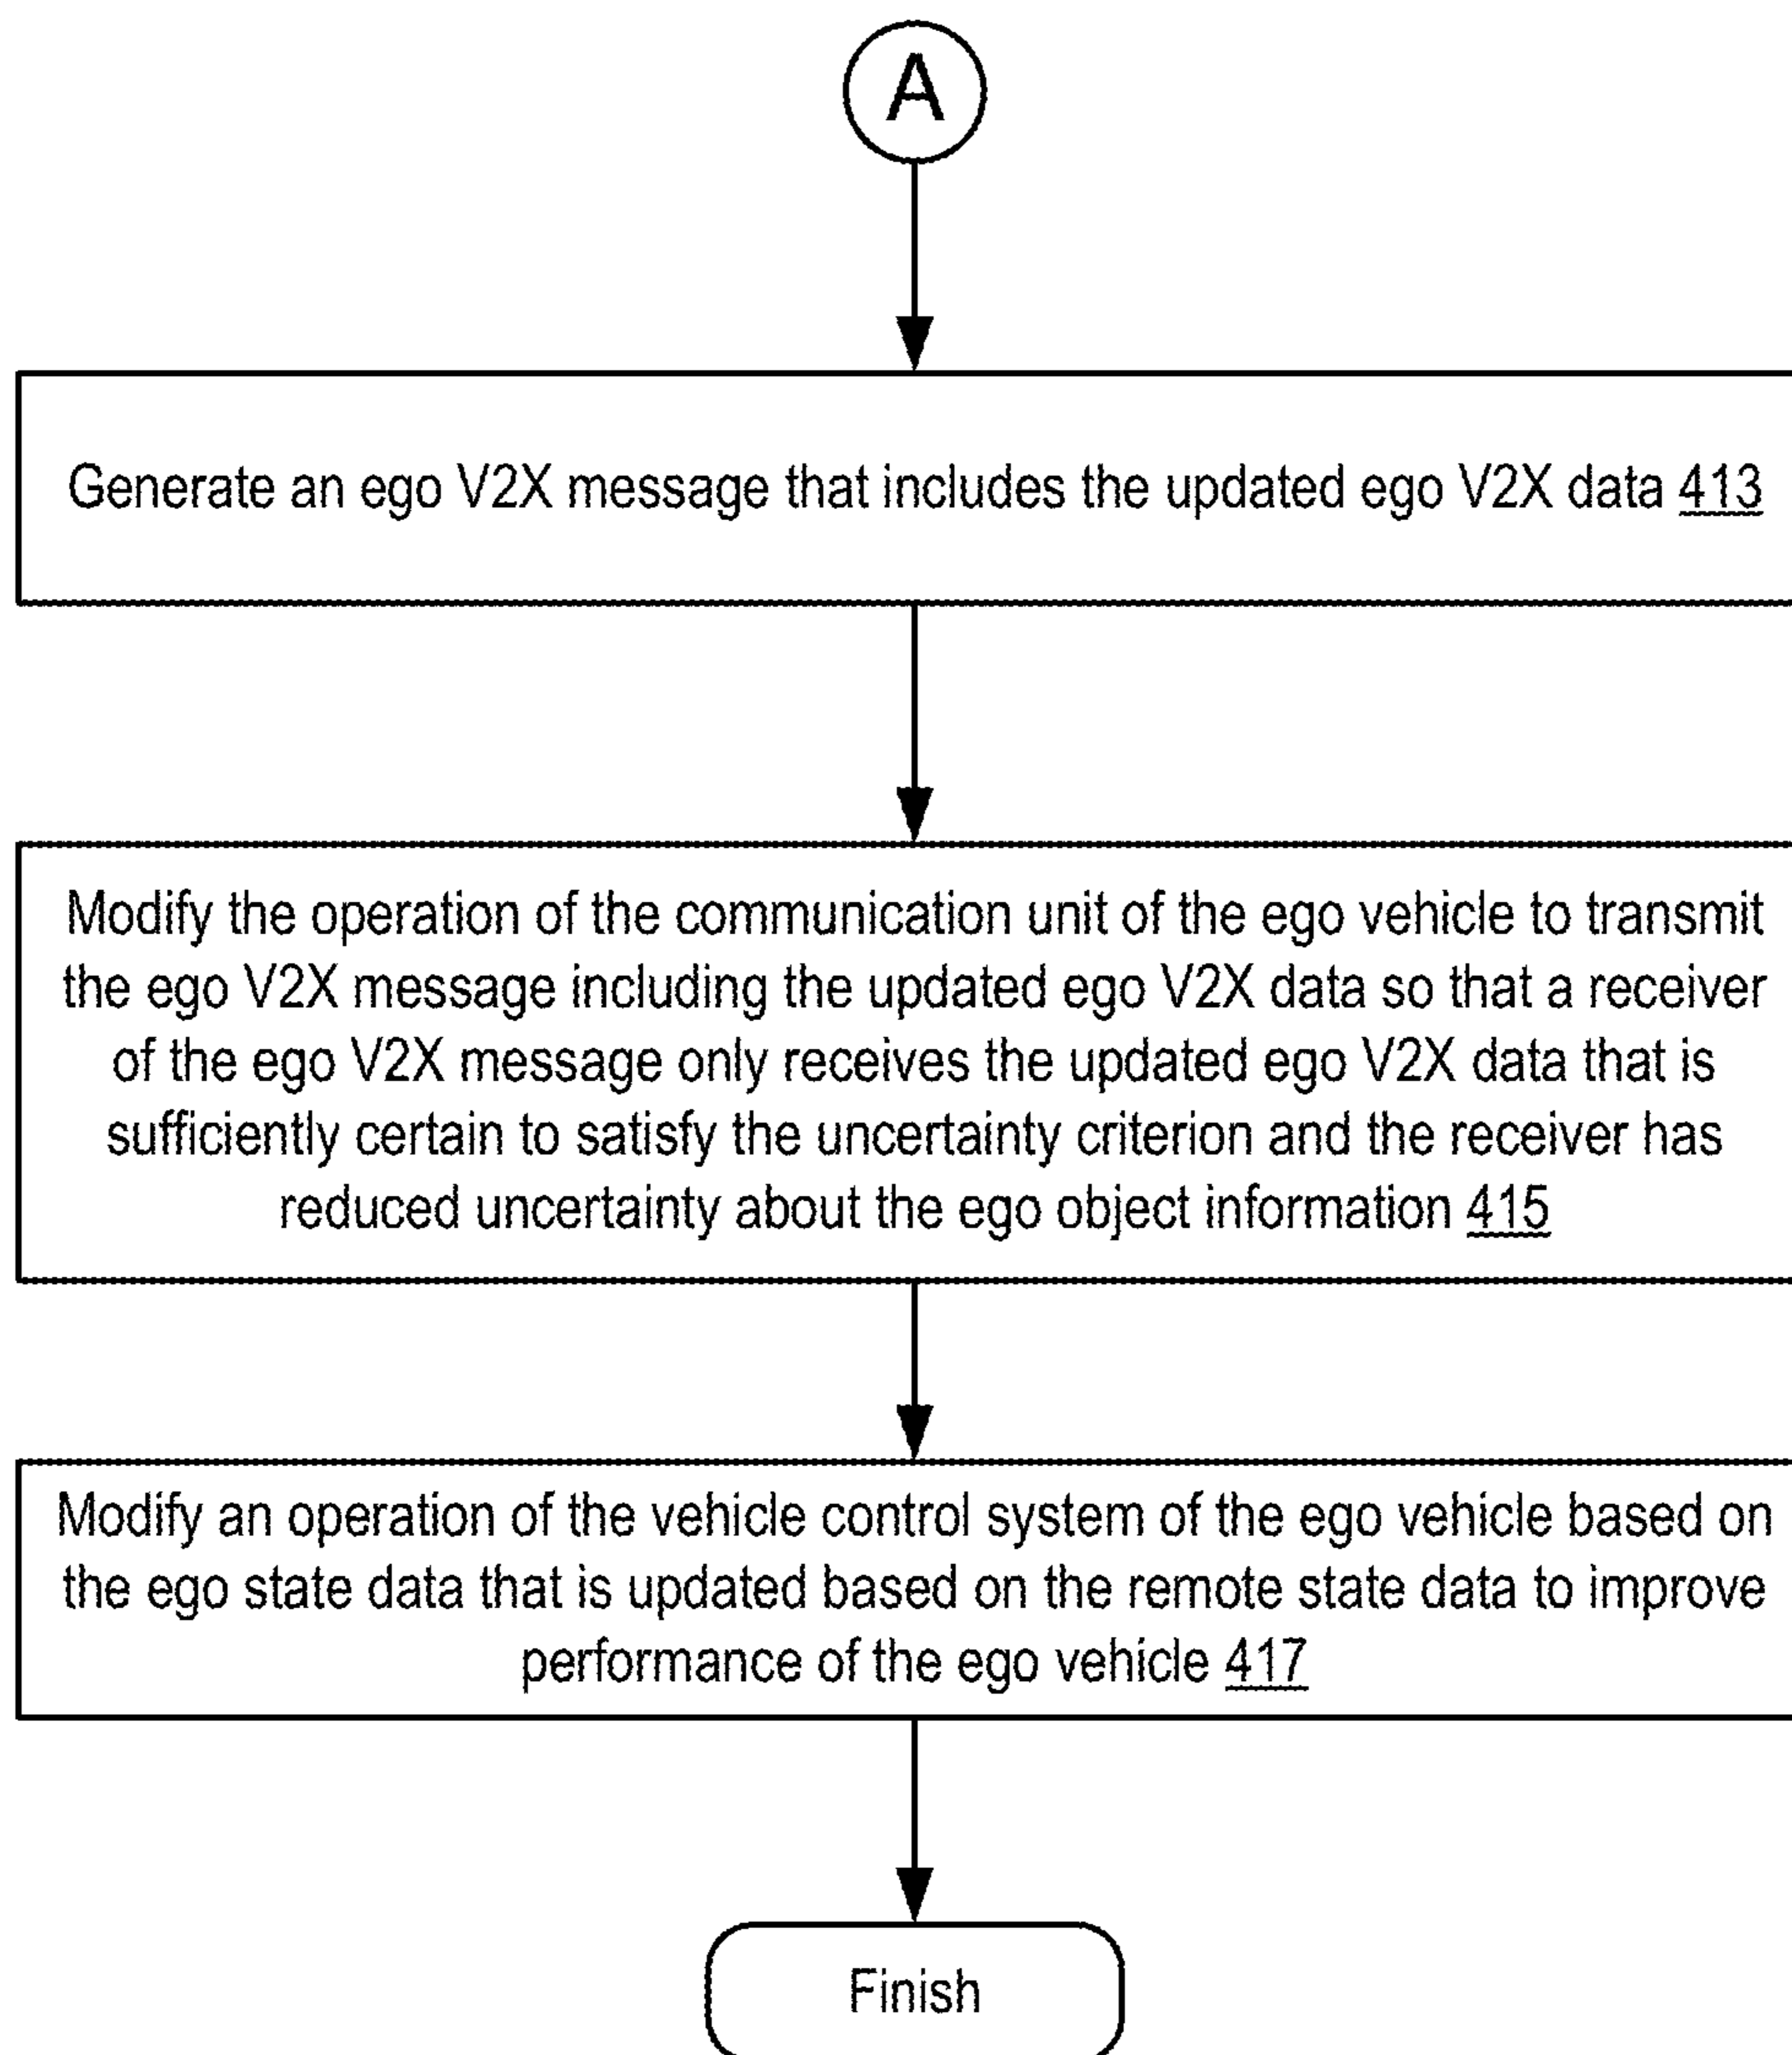 A
Generate an ego V2X message that includes the updated ego V2X data 413
Modify the operation of the communication unit of the ego vehicle to transmit
the ego V2X message including the updated ego V2X data so that a receiver
of the ego V2X message only receives the updated ego V2X data that is
sufficiently certain to satisfy the uncertainty criterion and the receiver has
reduced uncertainty about the ego object information 415
Modify an operation of the vehicle control system of the ego vehicle based on
the ego state data that is updated based on the remote state data to improve
performance of the ego vehicle 417
Finish